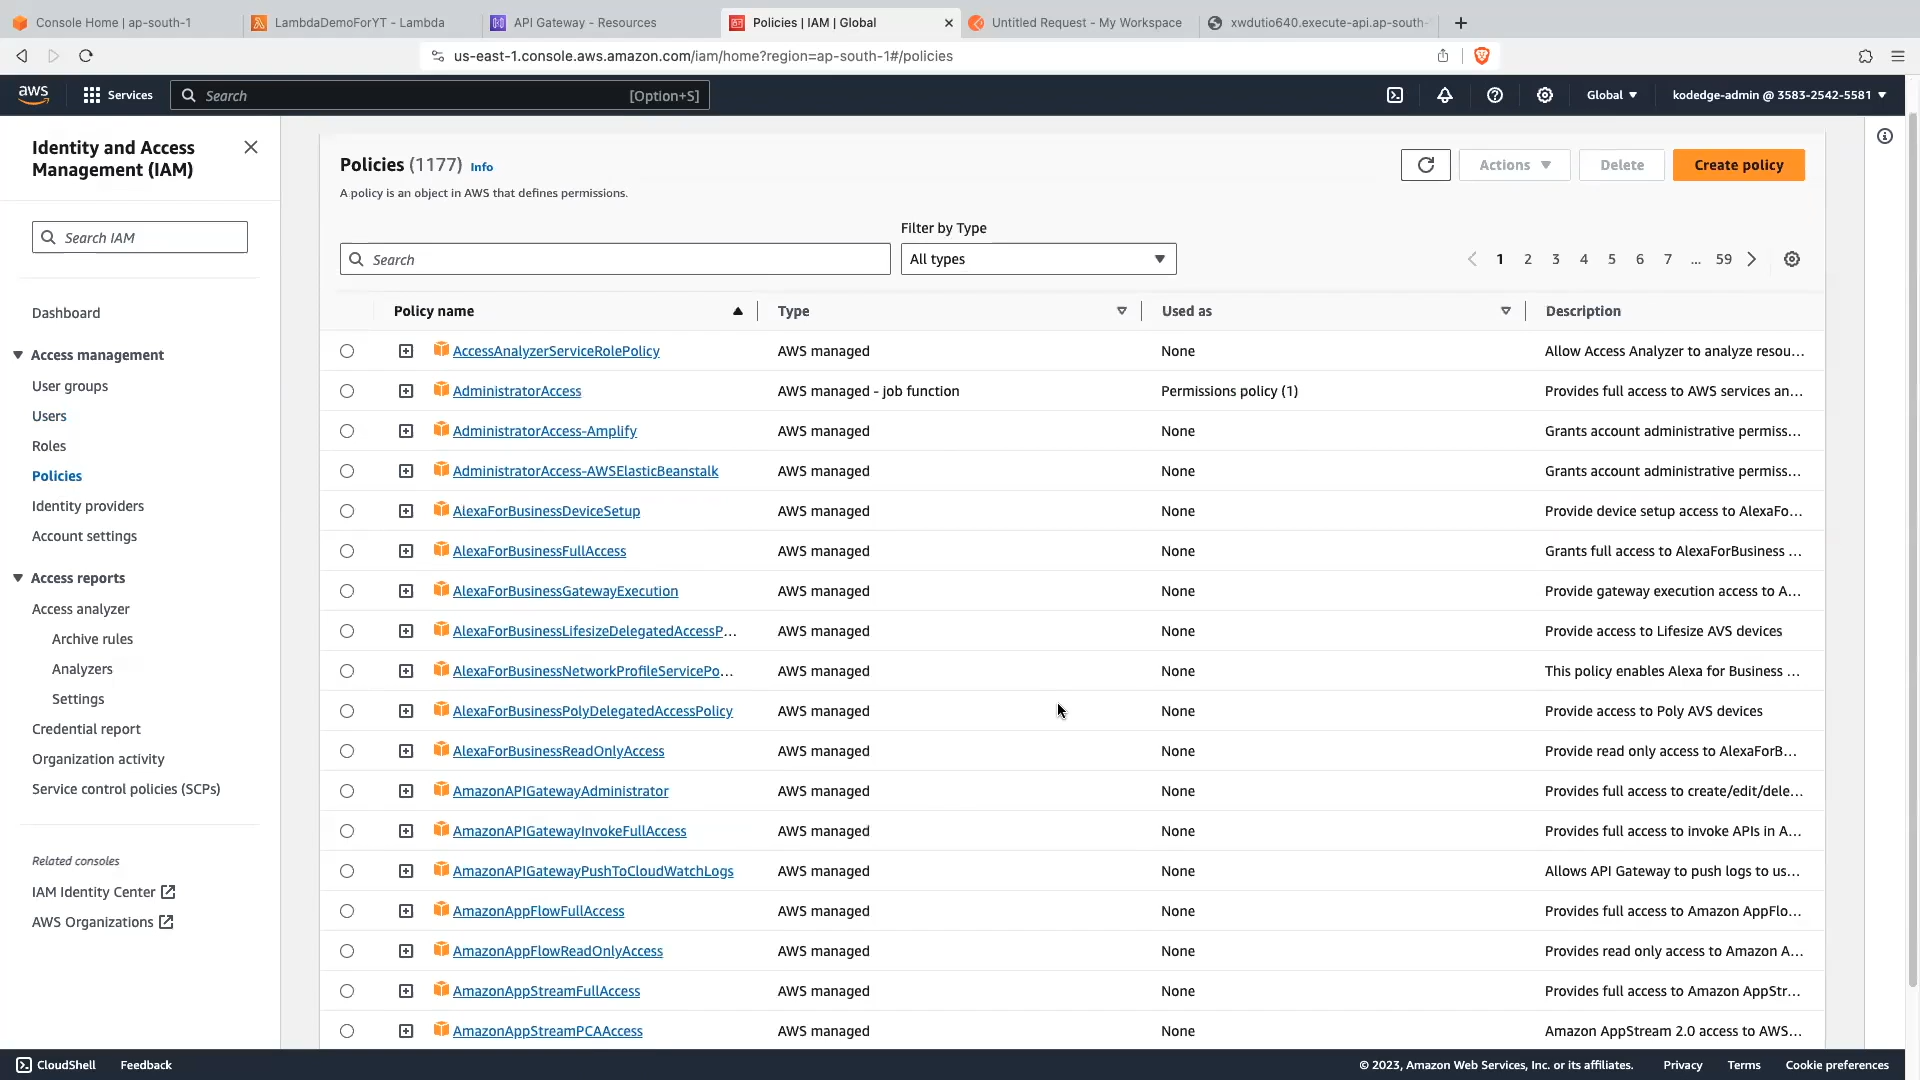 Console Home | ap-south-1
LambdaDemoForYT - Lambda
API Gateway - Resources
Policies | IAM | Global
Untitled Request - My Workspace
xwdutio640.execute-api.ap-south-
us-east-1.console.aws.amazon.com/iam/home?region=ap-south-1#/policies
aws
Services
Search
[Option+S]
Global
kodedge-admin @ 3583-2542-5581
Identity and Access
Management (IAM)
Search IAM
Dashboard
Access management
User groups
Users
Roles
Policies
Identity providers
Account settings
Access reports
Access analyzer
Archive rules
Analyzers
Settings
Credential report
Organization activity
Service control policies (SCPs)
Related consoles
IAM Identity Center
AWS Organizations
Policies (1177) Info
A policy is an object in AWS that defines permissions.
Actions
Delete
Create policy
Filter by Type
Search
All types
1 2 3 4 5 6 7 ... 59
Policy name Type Used as Description
AccessAnalyzerServiceRolePolicy AWS managed None Allow Access Analyzer to analyze resou...
AdministratorAccess AWS managed - job function Permissions policy (1) Provides full access to AWS services an...
AdministratorAccess-Amplify AWS managed None Grants account administrative permiss...
AdministratorAccess-AWSElasticBeanstalk AWS managed None Grants account administrative permiss...
AlexaForBusinessDeviceSetup AWS managed None Provide device setup access to AlexaFo...
AlexaForBusinessFullAccess AWS managed None Grants full access to AlexaForBusiness ...
AlexaForBusinessGatewayExecution AWS managed None Provide gateway execution access to A...
AlexaForBusinessLifesizeDelegatedAccessP... AWS managed None Provide access to Lifesize AVS devices
AlexaForBusinessNetworkProfileServicePo... AWS managed None This policy enables Alexa for Business ...
AlexaForBusinessPolyDelegatedAccessPolicy AWS managed None Provide access to Poly AVS devices
AlexaForBusinessReadOnlyAccess AWS managed None Provide read only access to AlexaForB...
AmazonAPIGatewayAdministrator AWS managed None Provides full access to create/edit/dele...
AmazonAPIGatewayInvokeFullAccess AWS managed None Provides full access to invoke APIs in A...
AmazonAPIGatewayPushToCloudWatchLogs AWS managed None Allows API Gateway to push logs to us...
AmazonAppFlowFullAccess AWS managed None Provides full access to Amazon AppFlo...
AmazonAppFlowReadOnlyAccess AWS managed None Provides read only access to Amazon A...
AmazonAppStreamFullAccess AWS managed None Provides full access to Amazon AppStr...
AmazonAppStreamPCAAccess AWS managed None Amazon AppStream 2.0 access to AWS...
CloudShell
Feedback
© 2023, Amazon Web Services, Inc. or its affiliates.
Privacy
Terms
Cookie preferences